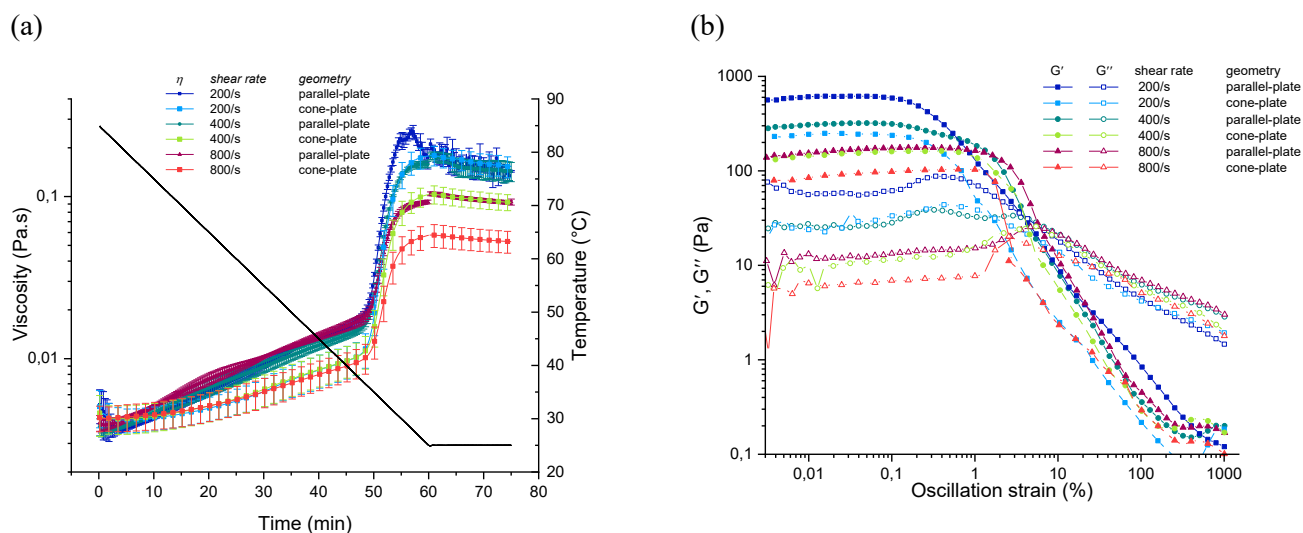 (a)
η shear rate geometry
200/s parallel-plate
200/s cone-plate
400/s parallel-plate
400/s cone-plate
800/s parallel-plate
800/s cone-plate
Viscosity (Pa.s)
0,1
0,01
Temperature (°C)
90
80
70
60
50
40
30
20
0 10 20 30 40 50 60 70 80
Time (min)
(b)
G′ G′′ shear rate geometry
200/s parallel-plate
200/s cone-plate
400/s parallel-plate
400/s cone-plate
800/s parallel-plate
800/s cone-plate
G′, G′′ (Pa)
1000
100
10
1
0,1
0,01 0,1 1 10 100 1000
Oscillation strain (%)